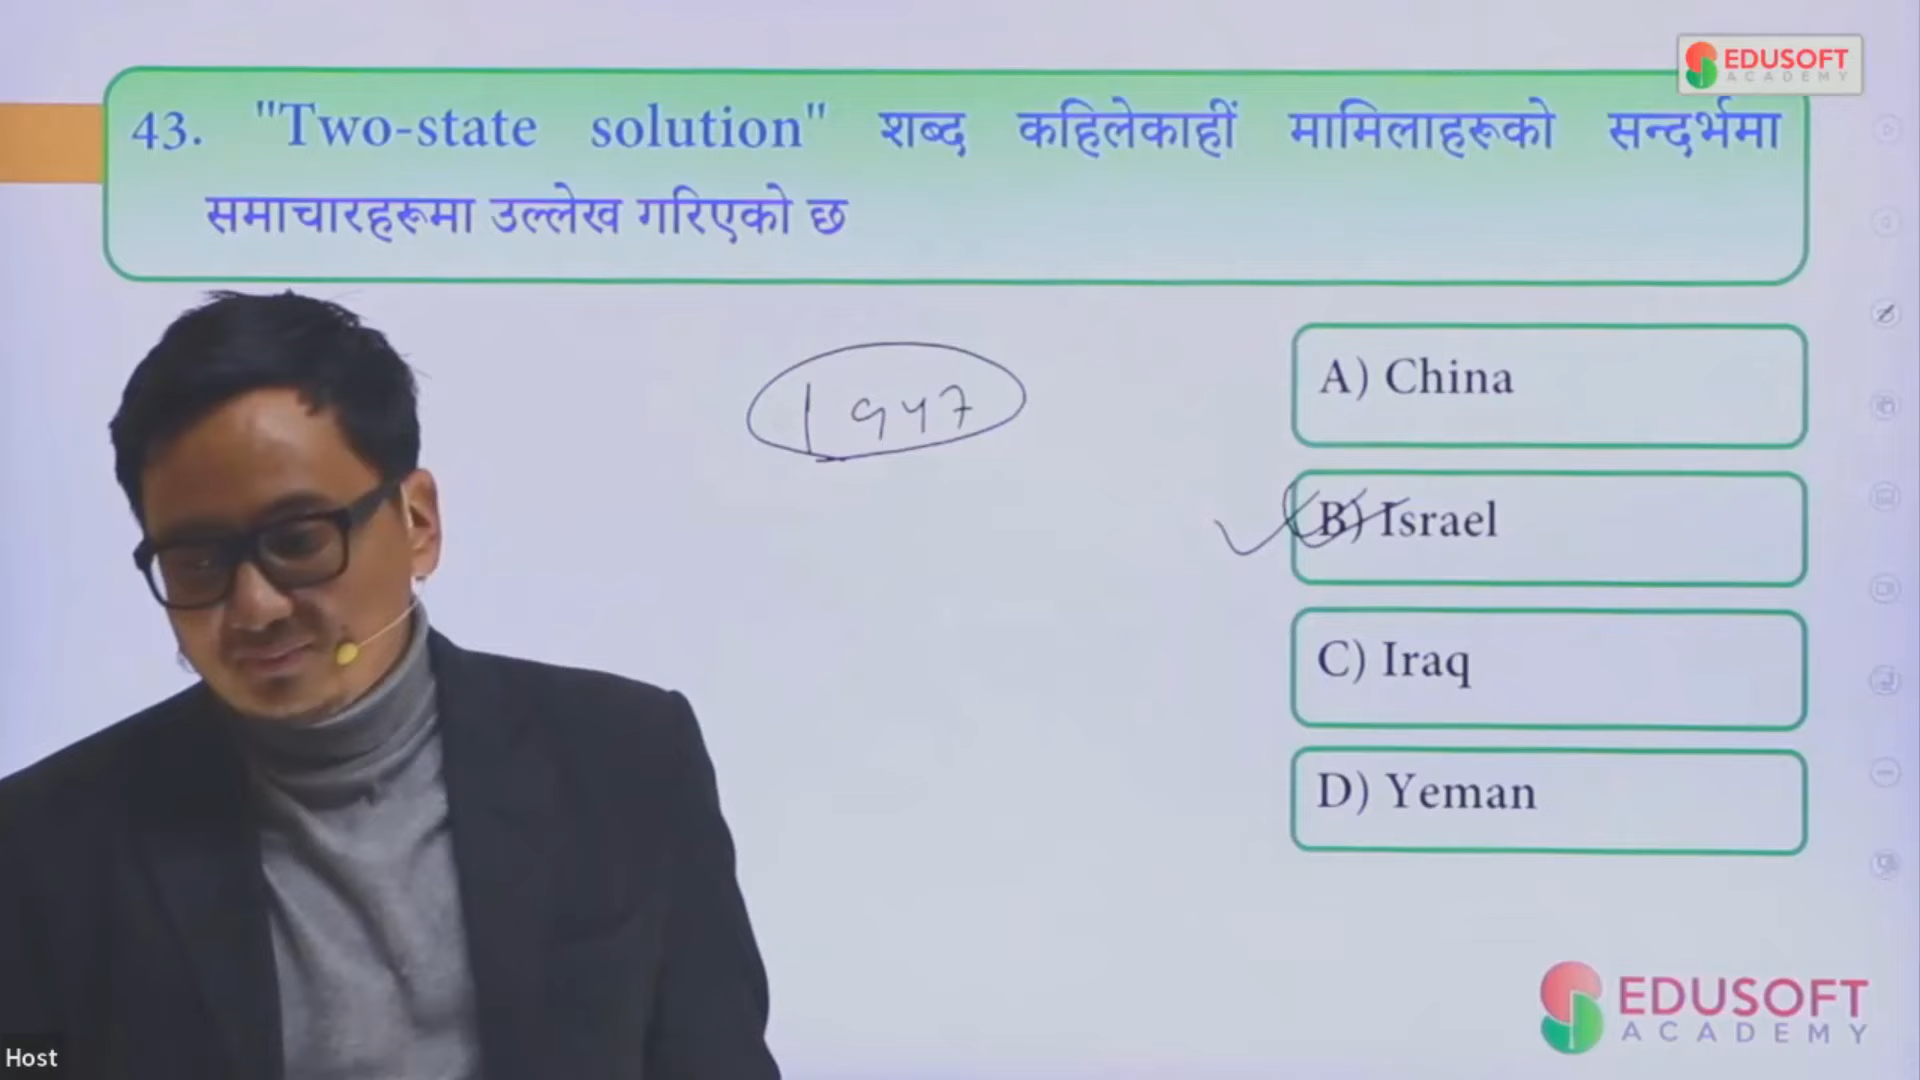 EDUSOFT
ACADEMY
43. "Two-state solution" शब्द कहिलेकाहीं मामिलाहरूको सन्दर्भमा
समाचारहरूमा उल्लेख गरिएको छ
1947
A) China
B) Israel
C) Iraq
D) Yeman
EDUSOFT
ACADEMY
Host